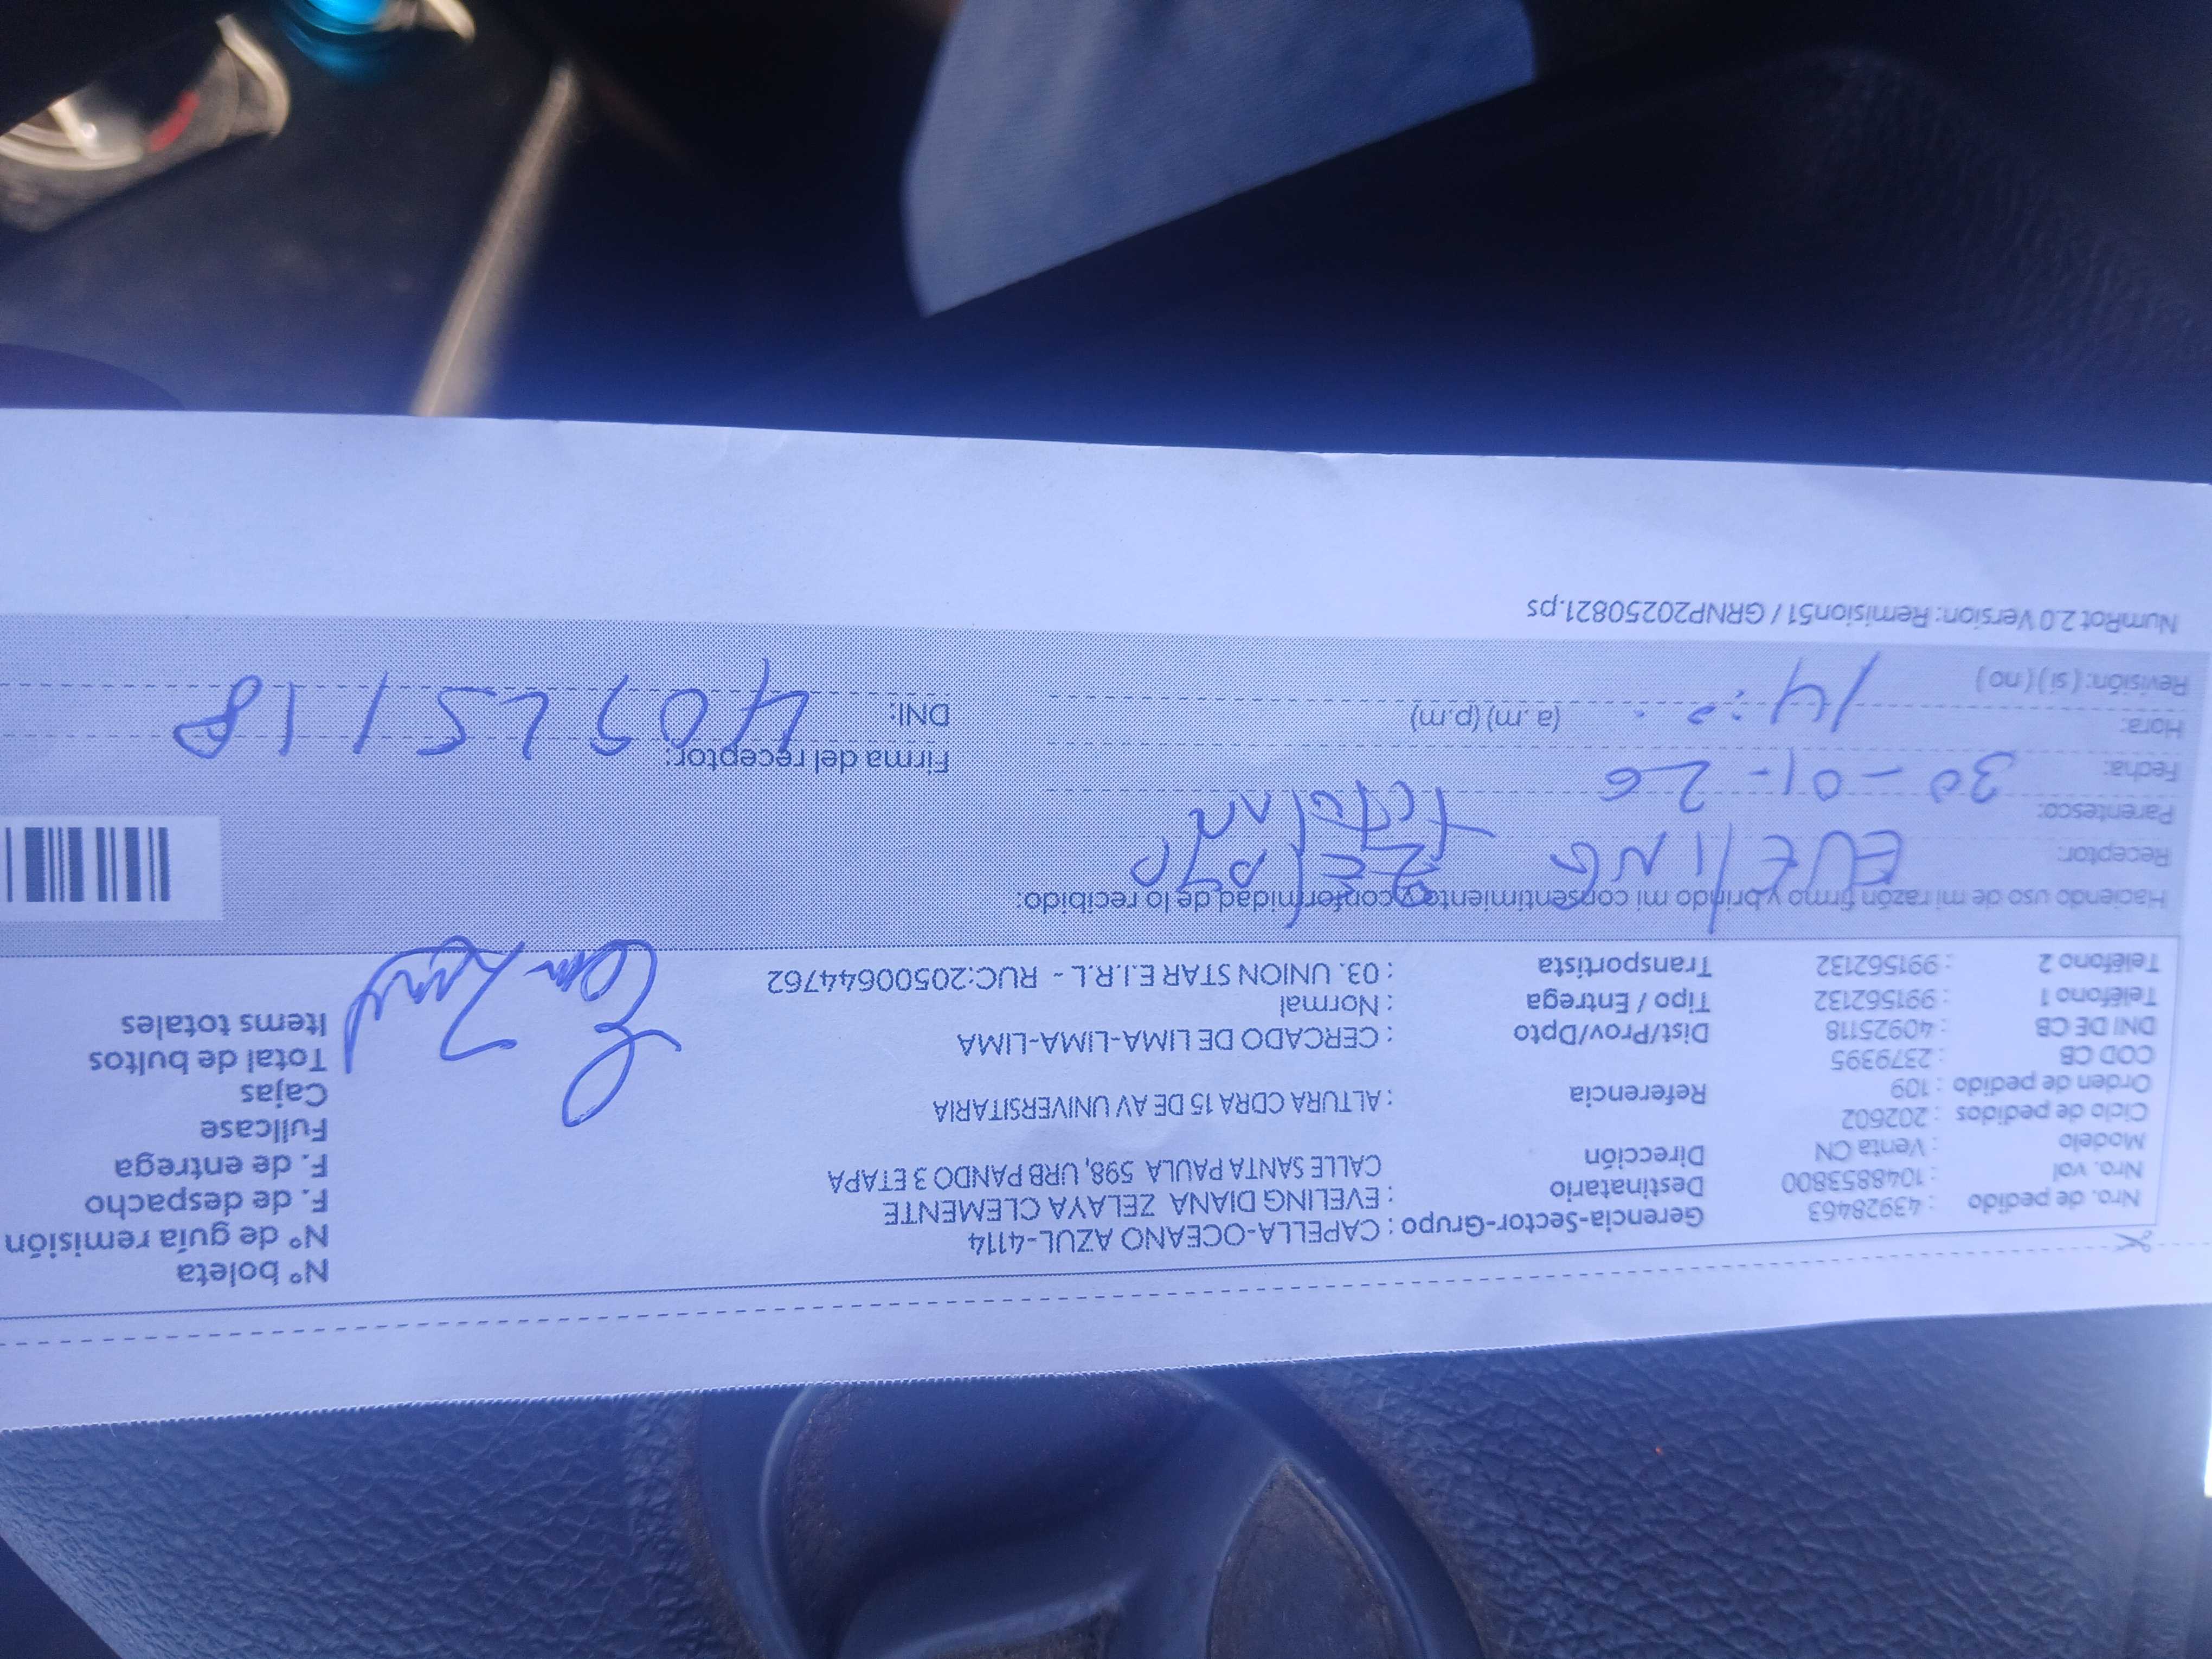 Nro. de pedido : 43928463
Nro. vol : 1048853800
Modelo : Venta CN
Ciclo de pedidos : 202602
Orden de pedido : 109
COD CB : 2379395
DNI DE CB : 40925118
Teléfono 1 : 991562132
Teléfono 2 : 991562132
Gerencia-Sector-Grupo : CAPELLA-OCEANO AZUL-4114
Destinatario : EVELING DIANA ZELAYA CLEMENTE
Dirección CALLE SANTA PAULA 598, URB PANDO 3 ETAPA
Referencia : ALTURA CDRA 15 DE AV UNIVERSITARIA
Dist/Prov/Dpto : CERCADO DE LIMA-LIMA-LIMA
Tipo / Entrega : Normal
Transportista : 03. UNION STAR E.I.R.L - RUC:20500644762
N° boleta
N° de guía remisión
F. de despacho
F. de entrega
Fullcase
Cajas
Total de bultos
Items totales
Haciendo uso de mi razón firmo y brindo mi consentimiento y conformidad de lo recibido:
Receptor: EVELING
Parentesco:
Fecha: 30-01-26
Hora: 14: (a.m) (p.m)
Revisión: ( si ) ( no )
Firma del receptor:
DNI: 40925118
NumRot 2.0 Version: Remision51 / GRNP20250821.ps